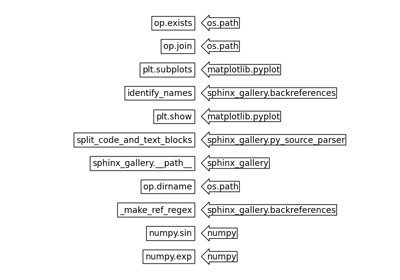 op.exists os.path
op.join os.path
plt.subplots matplotlib.pyplot
identify_names sphinx_gallery.backreferences
plt.show matplotlib.pyplot
split_code_and_text_blocks sphinx_gallery.py_source_parser
sphinx_gallery.__path__ sphinx_gallery
op.dirname os.path
_make_ref_regex sphinx_gallery.backreferences
numpy.sin numpy
numpy.exp numpy